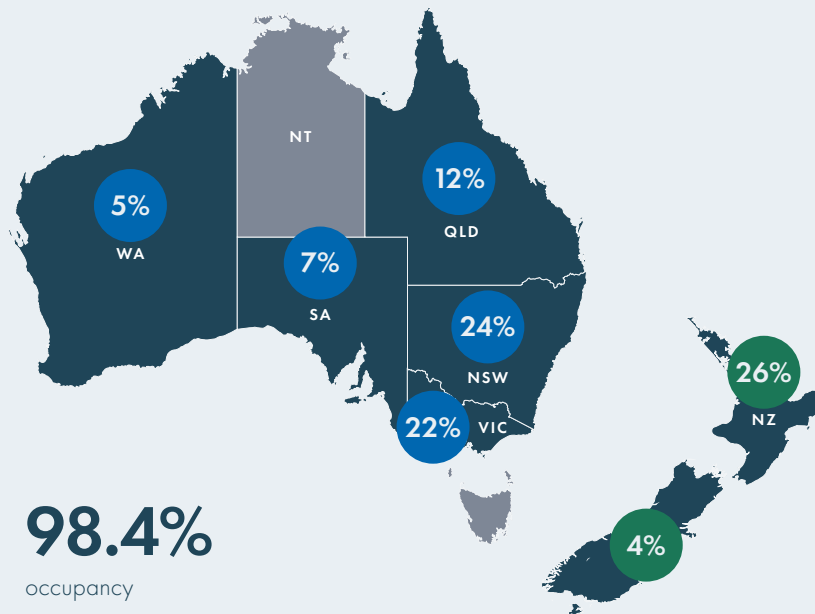 NT
12%
QLD
5%
WA
7%
SA
24%
NSW
22%
VIC
26%
NZ
4%
98.4%
occupancy